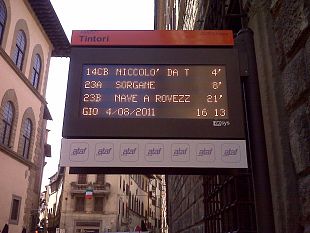 Tintori
14CB NICCOLO' DA T 4'
23A SORGANE 8'
23B NAVE A ROVEZZ 21'
GIO 4/08/2011 16 13
ataf ataf ataf ataf ataf ataf ataf